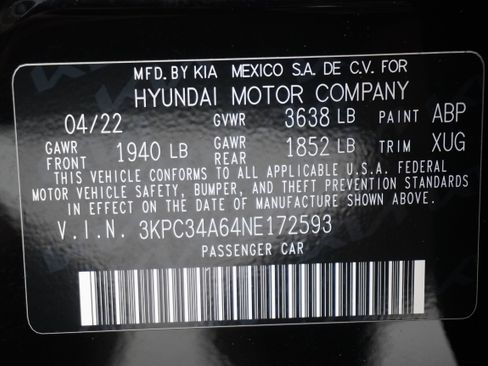 MFD. BY KIA MEXICO S.A. DE C.V. FOR
HYUNDAI MOTOR COMPANY
04/22 GVWR 3638 LB PAINT ABP
GAWR FRONT 1940 LB GAWR REAR 1852 LB TRIM XUG
THIS VEHICLE CONFORMS TO ALL APPLICABLE U.S.A. FEDERAL
MOTOR VEHICLE SAFETY, BUMPER, AND THEFT PREVENTION STANDARDS
IN EFFECT ON THE DATE OF MANUFACTURE SHOWN ABOVE.
V.I.N. 3KPC34A64NE172593
PASSENGER CAR